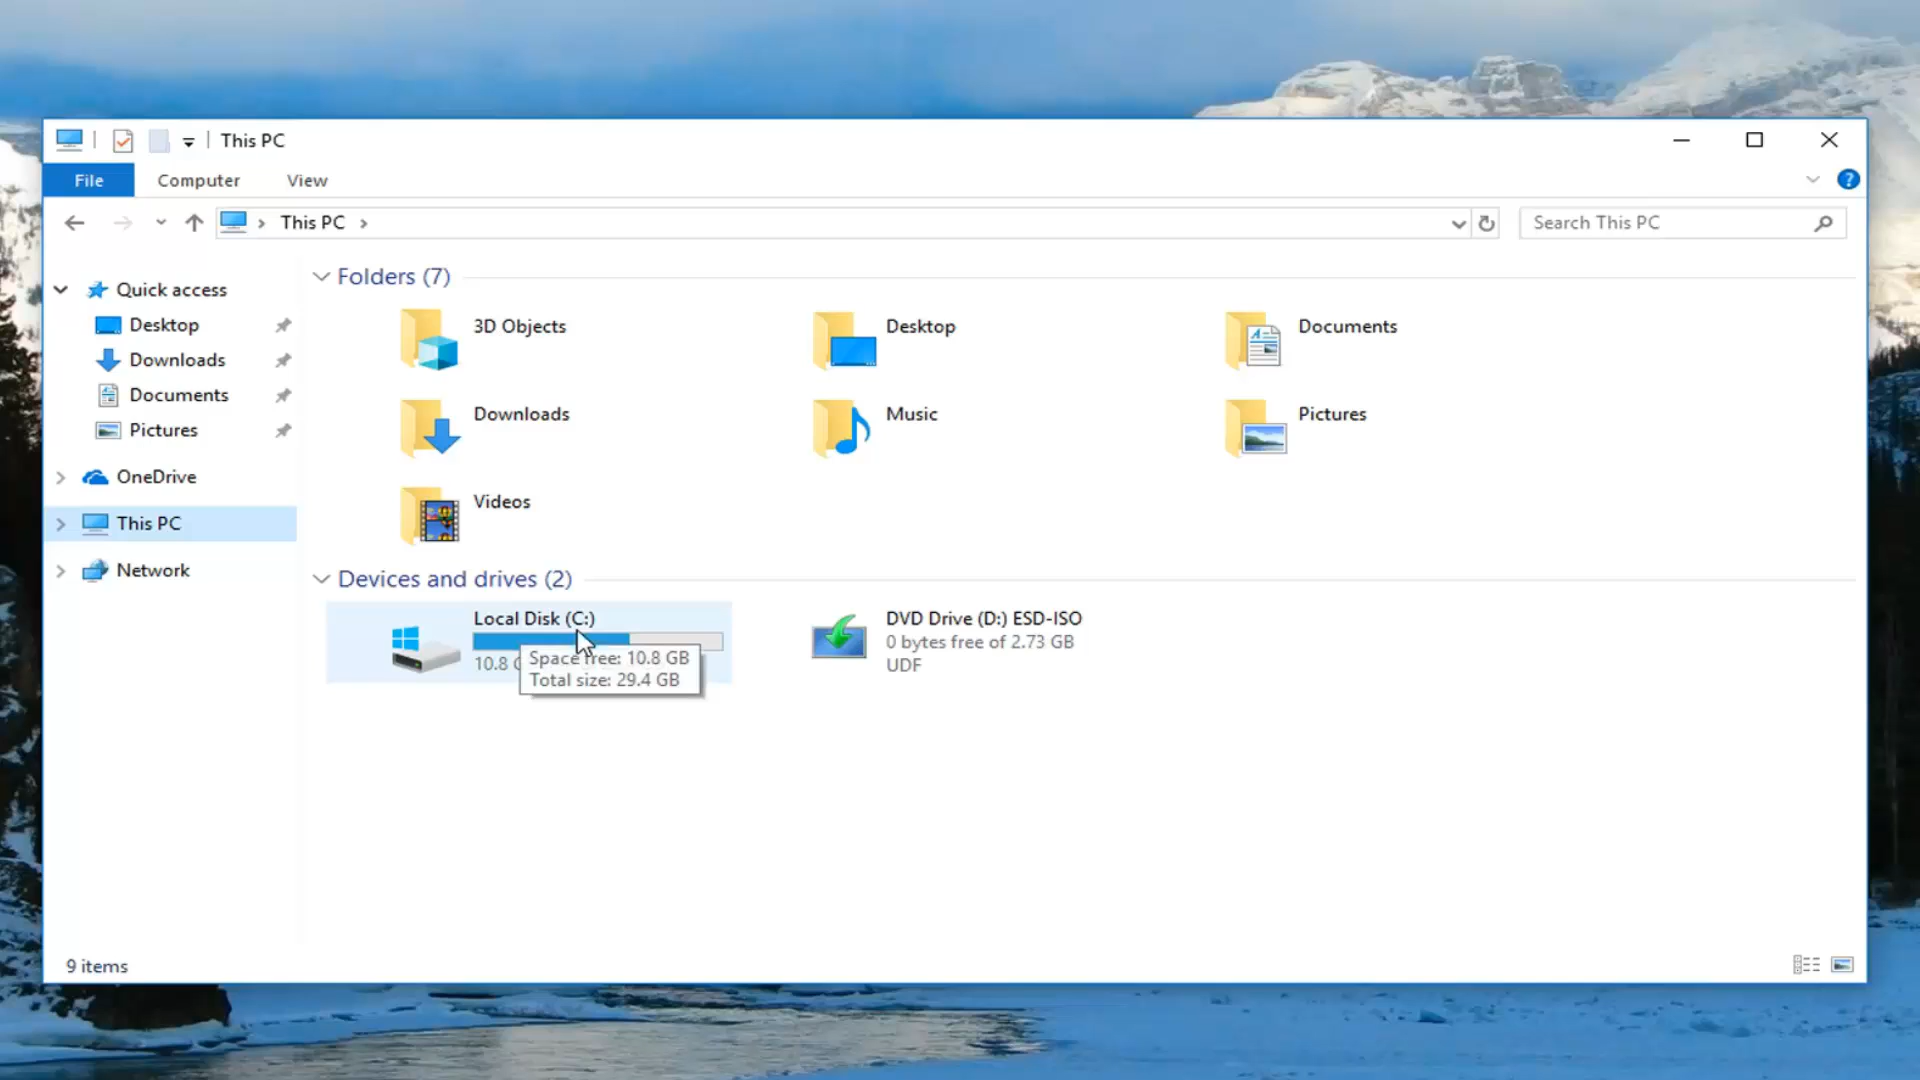 This PC
File
Computer
View
?
This PC
Search This PC
Quick access
Desktop
Downloads
Documents
Pictures
OneDrive
This PC
Network
Folders (7)
3D Objects
Desktop
Documents
Downloads
Music
Pictures
Videos
Devices and drives (2)
Local Disk (C:)
10.8
Space free: 10.8 GB
Total size: 29.4 GB
DVD Drive (D:) ESD-ISO
0 bytes free of 2.73 GB
UDF
9 items